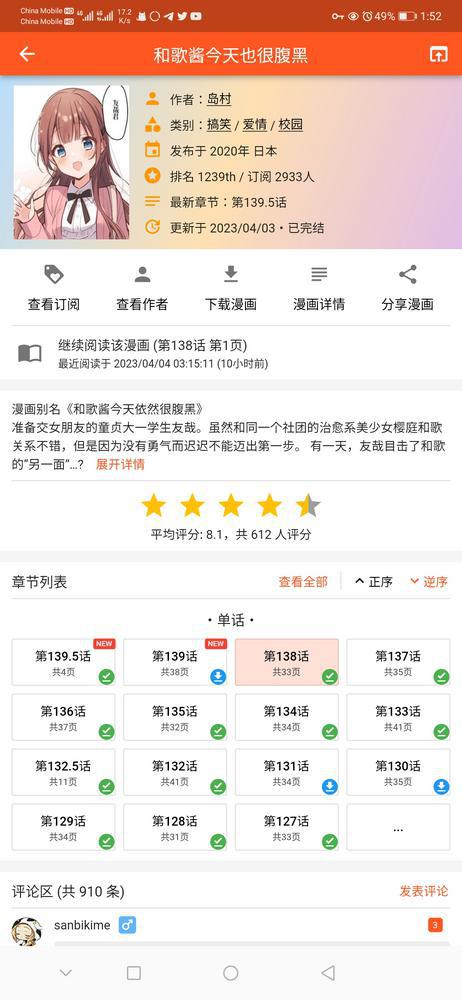 China Mobile HD 4G 4G 17.2 49% 1:52
China Mobile HD K/s
和歌酱今天也很腹黑
友哉君
作者：岛村
类别：搞笑 / 爱情 / 校园
发布于 2020年 日本
排名 1239th / 订阅 2933人
最新章节：第139.5话
更新于 2023/04/03・已完结
查看订阅 查看作者 下载漫画 漫画详情 分享漫画
继续阅读该漫画 (第138话 第1页)
最近阅读于 2023/04/04 03:15:11 (10小时前)
漫画别名《和歌酱今天依然很腹黑》
准备交女朋友的童贞大一学生友哉。虽然和同一个社团的治愈系美少女樱庭和歌
关系不错，但是因为没有勇气而迟迟不能迈出第一步。 有一天，友哉目击了和歌
的“另一面”...? 展开详情
平均评分: 8.1，共 612 人评分
章节列表 查看全部 正序 逆序
・单话・
第139.5话 NEW 第139话 NEW 第138话 第137话
共4页 共38页 共33页 共35页
第136话 第135话 第134话 第133话
共37页 共32页 共34页 共41页
第132.5话 第132话 第131话 第130话
共11页 共41页 共34页 共35页
第129话 第128话 第127话 ...
共34页 共31页 共33页
评论区 (共 910 条) 发表评论
sanbikime 3